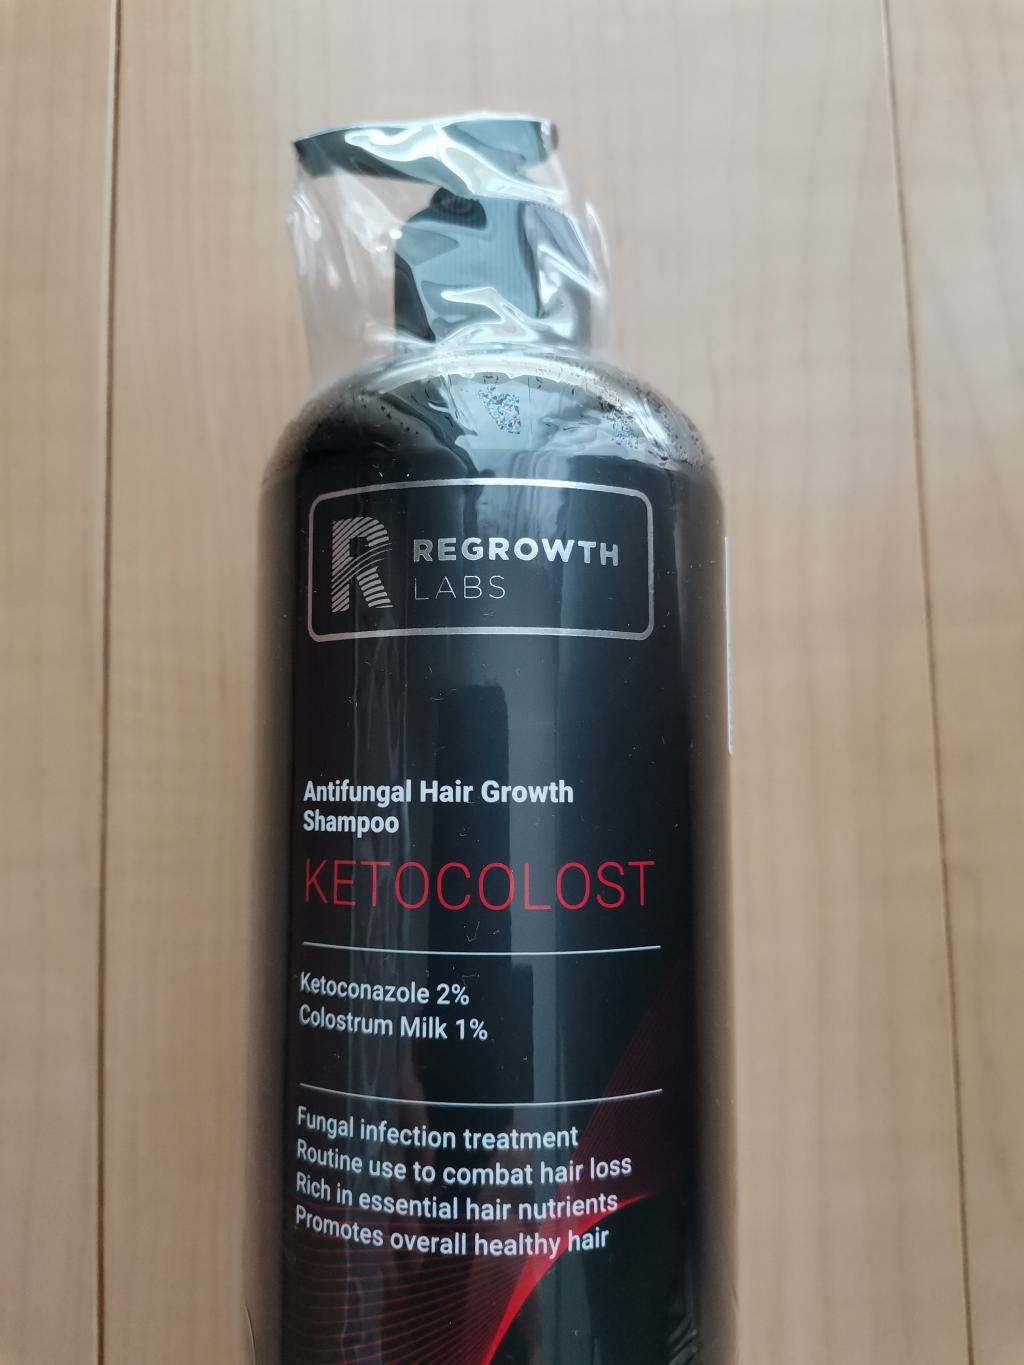 REGROWTH
LABS
Antifungal Hair Growth
Shampoo
KETOCOLOST
Ketoconazole 2%
Colostrum Milk 1%
Fungal infection treatment
Routine use to combat hair loss
Rich in essential hair nutrients
Promotes overall healthy hair